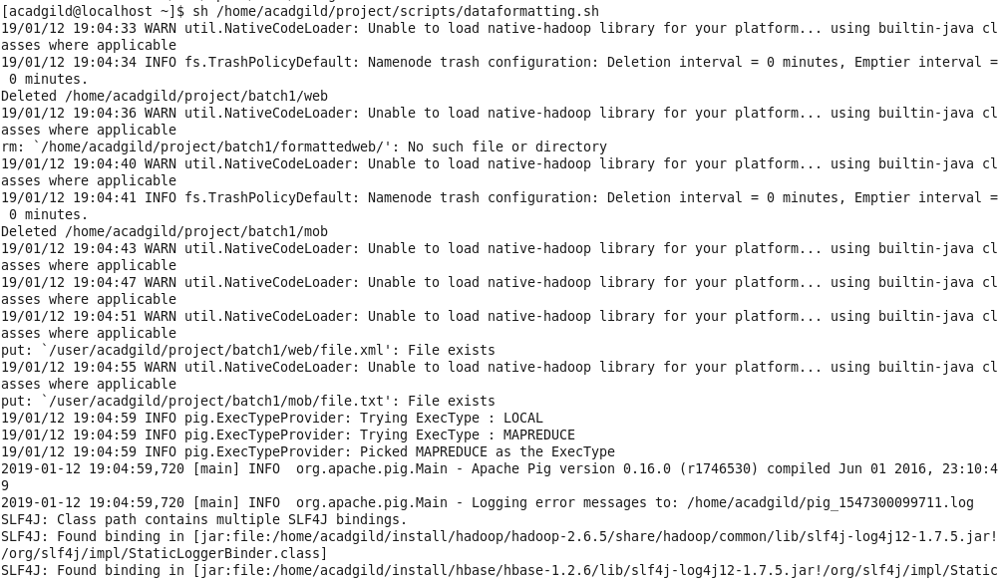 [acadgild@localhost ~]$ sh /home/acadgild/project/scripts/dataformatting.sh
19/01/12 19:04:33 WARN util.NativeCodeLoader: Unable to load native-hadoop library for your platform... using builtin-java cl
asses where applicable
19/01/12 19:04:34 INFO fs.TrashPolicyDefault: Namenode trash configuration: Deletion interval = 0 minutes, Emptier interval =
 0 minutes.
Deleted /home/acadgild/project/batch1/web
19/01/12 19:04:36 WARN util.NativeCodeLoader: Unable to load native-hadoop library for your platform... using builtin-java cl
asses where applicable
rm: `/home/acadgild/project/batch1/formattedweb/': No such file or directory
19/01/12 19:04:40 WARN util.NativeCodeLoader: Unable to load native-hadoop library for your platform... using builtin-java cl
asses where applicable
19/01/12 19:04:41 INFO fs.TrashPolicyDefault: Namenode trash configuration: Deletion interval = 0 minutes, Emptier interval =
 0 minutes.
Deleted /home/acadgild/project/batch1/mob
19/01/12 19:04:43 WARN util.NativeCodeLoader: Unable to load native-hadoop library for your platform... using builtin-java cl
asses where applicable
19/01/12 19:04:47 WARN util.NativeCodeLoader: Unable to load native-hadoop library for your platform... using builtin-java cl
asses where applicable
19/01/12 19:04:51 WARN util.NativeCodeLoader: Unable to load native-hadoop library for your platform... using builtin-java cl
asses where applicable
put: `/user/acadgild/project/batch1/web/file.xml': File exists
19/01/12 19:04:55 WARN util.NativeCodeLoader: Unable to load native-hadoop library for your platform... using builtin-java cl
asses where applicable
put: `/user/acadgild/project/batch1/mob/file.txt': File exists
19/01/12 19:04:59 INFO pig.ExecTypeProvider: Trying ExecType : LOCAL
19/01/12 19:04:59 INFO pig.ExecTypeProvider: Trying ExecType : MAPREDUCE
19/01/12 19:04:59 INFO pig.ExecTypeProvider: Picked MAPREDUCE as the ExecType
2019-01-12 19:04:59,720 [main] INFO  org.apache.pig.Main - Apache Pig version 0.16.0 (r1746530) compiled Jun 01 2016, 23:10:4
9
2019-01-12 19:04:59,720 [main] INFO  org.apache.pig.Main - Logging error messages to: /home/acadgild/pig_1547300099711.log
SLF4J: Class path contains multiple SLF4J bindings.
SLF4J: Found binding in [jar:file:/home/acadgild/install/hadoop/hadoop-2.6.5/share/hadoop/common/lib/slf4j-log4j12-1.7.5.jar!
/org/slf4j/impl/StaticLoggerBinder.class]
SLF4J: Found binding in [jar:file:/home/acadgild/install/hbase/hbase-1.2.6/lib/slf4j-log4j12-1.7.5.jar!/org/slf4j/impl/Static